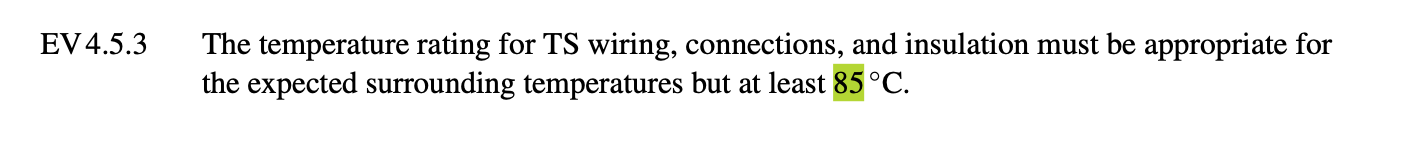 EV 4.5.3 The temperature rating for TS wiring, connections, and insulation must be appropriate for
the expected surrounding temperatures but at least 85 °C.